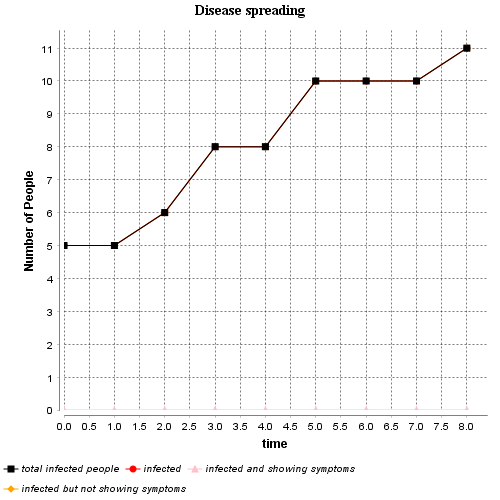 Disease spreading
Number of People
11
10
9
8
7
6
5
4
3
2
1
0
0.0 0.5 1.0 1.5 2.0 2.5 3.0 3.5 4.0 4.5 5.0 5.5 6.0 6.5 7.0 7.5 8.0
time
total infected people infected infected and showing symptoms
infected but not showing symptoms